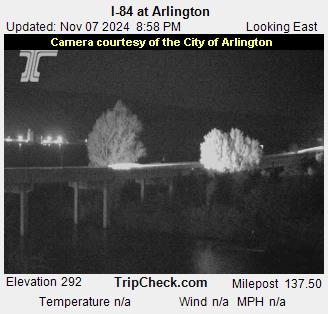 I-84 at Arlington
Updated: Nov 07 2024 8:58 PM Looking East
Camera courtesy of the City of Arlington
Elevation 292 TripCheck.com Milepost 137.50
Temperature n/a Wind n/a MPH n/a